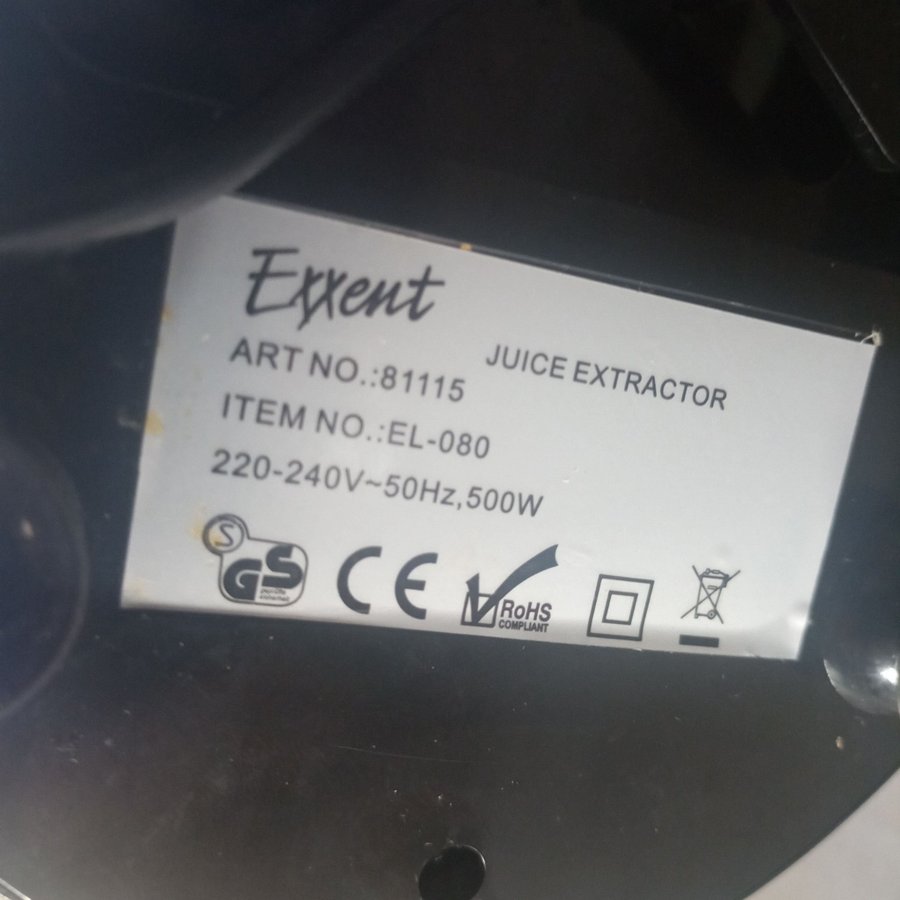 Exxent
JUICE EXTRACTOR
ART NO.:81115
ITEM NO.:EL-080
220-240V~50Hz,500W
S
GS
CE
RoHS
COMPLIANT